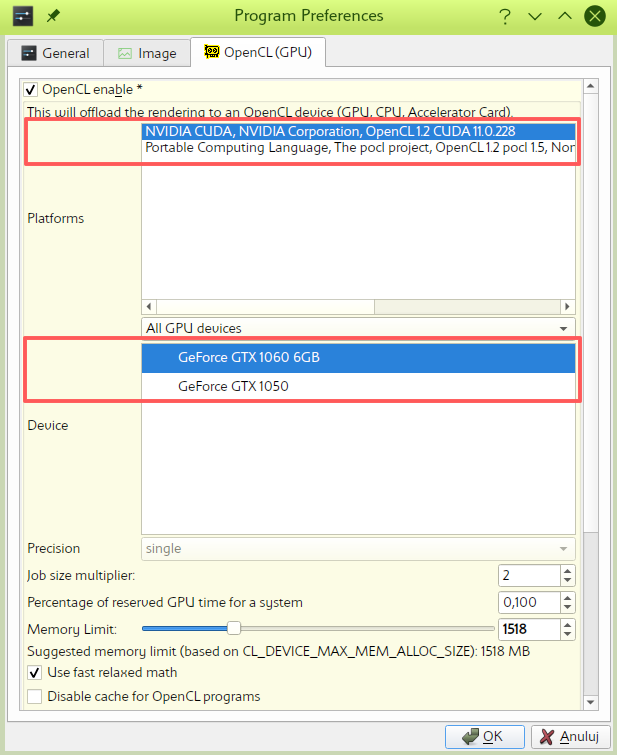 Program Preferences
General
Image
OpenCL (GPU)
OpenCL enable *
This will offload the rendering to an OpenCL device (GPU, CPU, Accelerator Card).
NVIDIA CUDA, NVIDIA Corporation, OpenCL 1.2 CUDA 11.0.228
Portable Computing Language, The pocl project, OpenCL 1.2 pocl 1.5, Nor
Platforms
All GPU devices
GeForce GTX 1060 6GB
GeForce GTX 1050
Device
Precision
single
Job size multiplier:
2
Percentage of reserved GPU time for a system
0,100
Memory Limit:
1518
Suggested memory limit (based on CL_DEVICE_MAX_MEM_ALLOC_SIZE): 1518 MB
Use fast relaxed math
Disable cache for OpenCL programs
OK
Anuluj